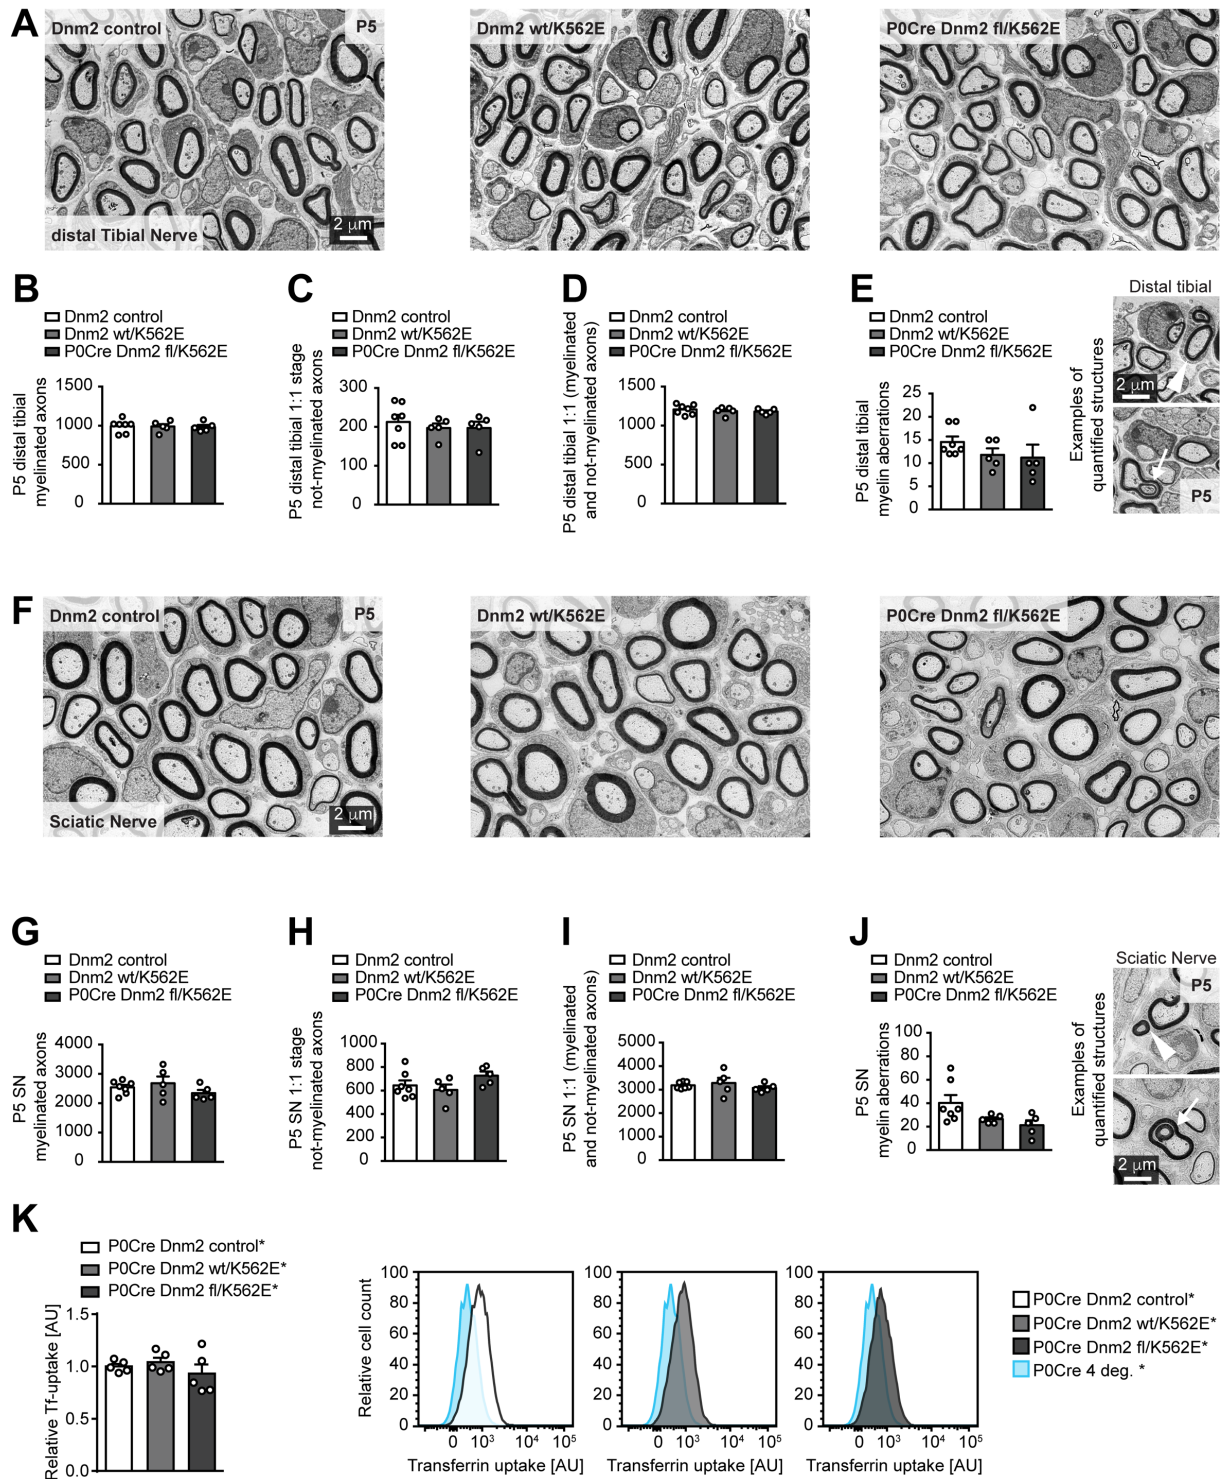 A
Dnm2 control
P5
Dnm2 wt/K562E
P0Cre Dnm2 fl/K562E
distal Tibial Nerve
2 μm
B
Dnm2 control
Dnm2 wt/K562E
P0Cre Dnm2 fl/K562E
P5 distal tibial
myelinated axons
1500
1000
500
0
C
Dnm2 control
Dnm2 wt/K562E
P0Cre Dnm2 fl/K562E
P5 distal tibial 1:1 stage
not-myelinated axons
300
200
100
0
D
Dnm2 control
Dnm2 wt/K562E
P0Cre Dnm2 fl/K562E
P5 distal tibial 1:1 (myelinated
and not-myelinated axons)
1500
1000
500
0
E
Dnm2 control
Dnm2 wt/K562E
P0Cre Dnm2 fl/K562E
P5 distal tibial
myelin aberrations
25
20
15
10
5
0
Examples of
quantified structures
Distal tibial
2 μm
P5
F
Dnm2 control
P5
Dnm2 wt/K562E
P0Cre Dnm2 fl/K562E
Sciatic Nerve
2 μm
G
Dnm2 control
Dnm2 wt/K562E
P0Cre Dnm2 fl/K562E
P5 SN
myelinated axons
4000
3000
2000
1000
0
H
Dnm2 control
Dnm2 wt/K562E
P0Cre Dnm2 fl/K562E
P5 SN 1:1 stage
not-myelinated axons
1000
800
600
400
200
0
I
Dnm2 control
Dnm2 wt/K562E
P0Cre Dnm2 fl/K562E
P5 SN 1:1 (myelinated
and not-myelinated axons)
5000
4000
3000
2000
1000
0
J
Dnm2 control
Dnm2 wt/K562E
P0Cre Dnm2 fl/K562E
P5 SN
myelin aberrations
100
80
60
40
20
0
Examples of
quantified structures
Sciatic Nerve
P5
2 μm
K
P0Cre Dnm2 control*
P0Cre Dnm2 wt/K562E*
P0Cre Dnm2 fl/K562E*
Relative Tf-uptake [AU]
1.5
1.0
0.5
0.0
Relative cell count
100
80
60
40
20
0
0 10³ 10⁴ 10⁵
Transferrin uptake [AU]
100
80
60
40
20
0
0 10³ 10⁴ 10⁵
Transferrin uptake [AU]
100
80
60
40
20
0
0 10³ 10⁴ 10⁵
Transferrin uptake [AU]
P0Cre Dnm2 control*
P0Cre Dnm2 wt/K562E*
P0Cre Dnm2 fl/K562E*
P0Cre 4 deg. *